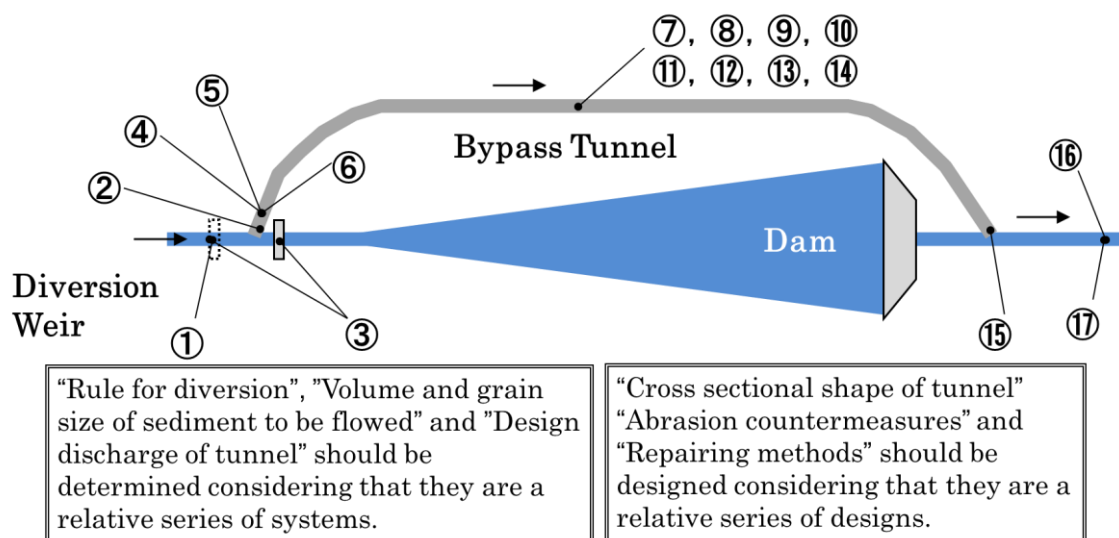 ⑦, ⑧, ⑨, ⑩
⑪, ⑫, ⑬, ⑭
⑤
④
⑥
②
Bypass Tunnel
⑯
Dam
Diversion
Weir
①
③
⑮
⑰
“Rule for diversion”, ”Volume and grain
size of sediment to be flowed” and ”Design
discharge of tunnel” should be
determined considering that they are a
relative series of systems.
“Cross sectional shape of tunnel”
“Abrasion countermeasures” and
“Repairing methods” should be
designed considering that they are a
relative series of designs.